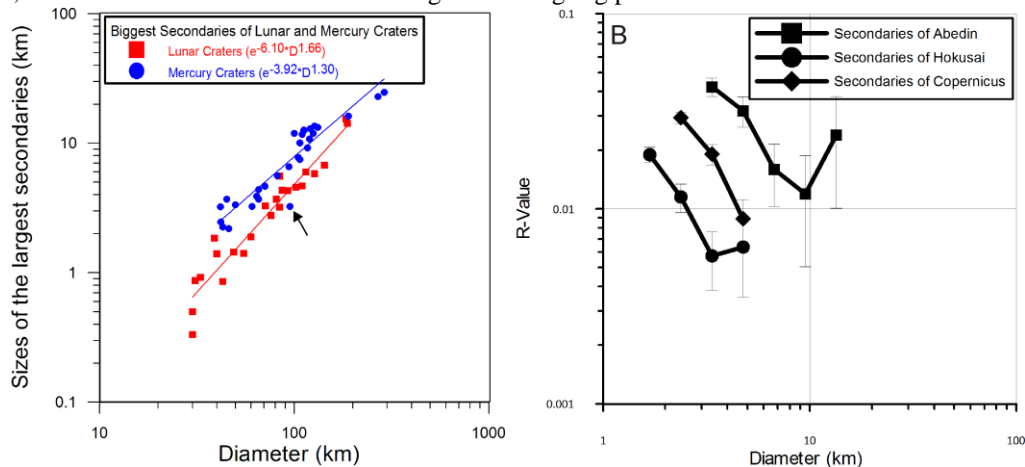 Biggest Secondaries of Lunar and Mercury Craters
Lunar Craters (e^-6.10*D^1.66)
Mercury Craters (e^-3.92*D^1.30)
Sizes of the largest secondaries (km)
100
10
1
0.1
10
100
1000
Diameter (km)
B
Secondaries of Abedin
Secondaries of Hokusai
Secondaries of Copernicus
R-Value
0.1
0.01
0.001
1
10
100
Diameter (km)